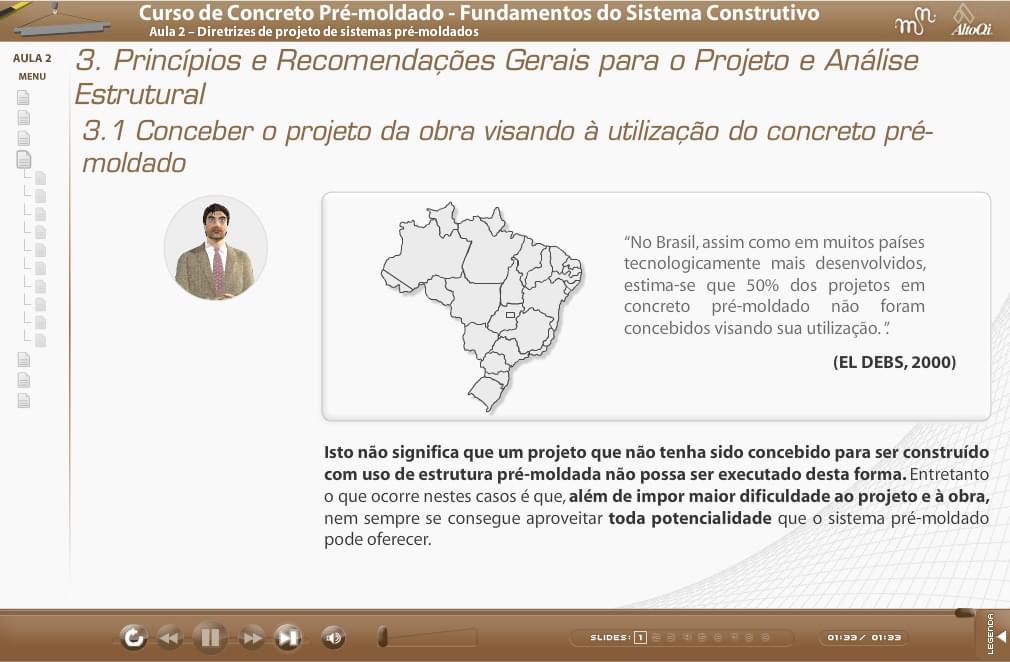 Curso de Concreto Pré-moldado - Fundamentos do Sistema Construtivo
Aula 2 – Diretrizes de projeto de sistemas pré-moldados
AltoQi
AULA 2
MENU
3. Princípios e Recomendações Gerais para o Projeto e Análise
Estrutural
3.1 Conceber o projeto da obra visando à utilização do concreto pré-
moldado
“No Brasil, assim como em muitos países
tecnologicamente mais desenvolvidos,
estima-se que 50% dos projetos em
concreto pré-moldado não foram
concebidos visando sua utilização.”.
(EL DEBS, 2000)
Isto não significa que um projeto que não tenha sido concebido para ser construído
com uso de estrutura pré-moldada não possa ser executado desta forma. Entretanto
o que ocorre nestes casos é que, além de impor maior dificuldade ao projeto e à obra,
nem sempre se consegue aproveitar toda potencialidade que o sistema pré-moldado
pode oferecer.
SLIDES: 1
01:33 / 01:33
LEGENDA